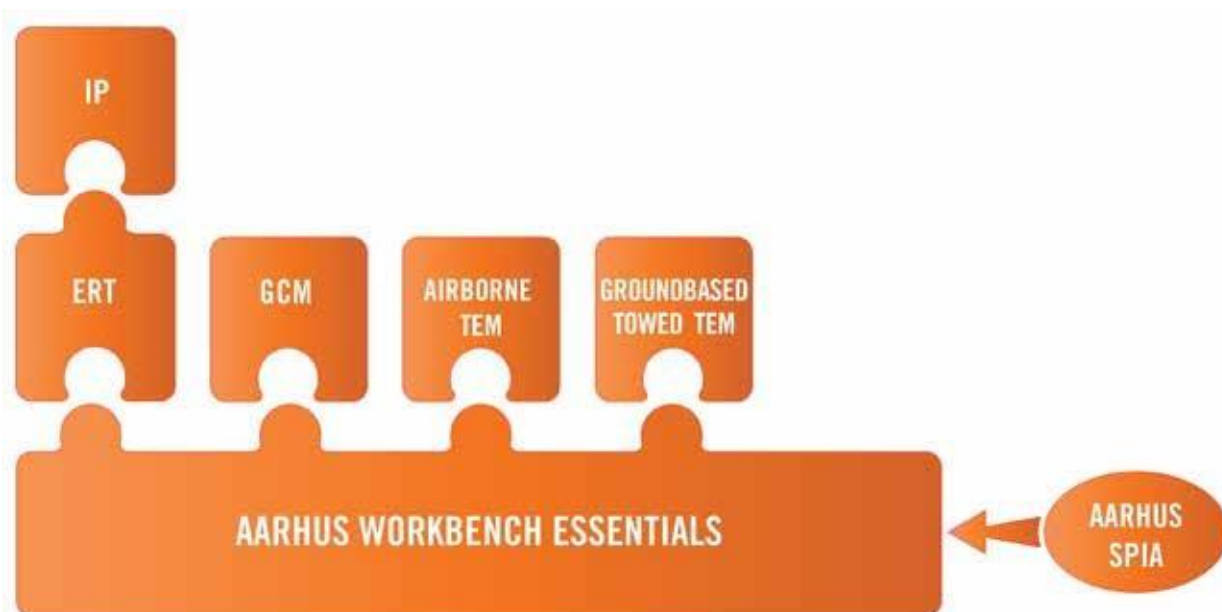 IP
ERT
GCM
AIRBORNE
TEM
GROUNDBASED
TOWED TEM
AARHUS WORKBENCH ESSENTIALS
AARHUS
SPIA